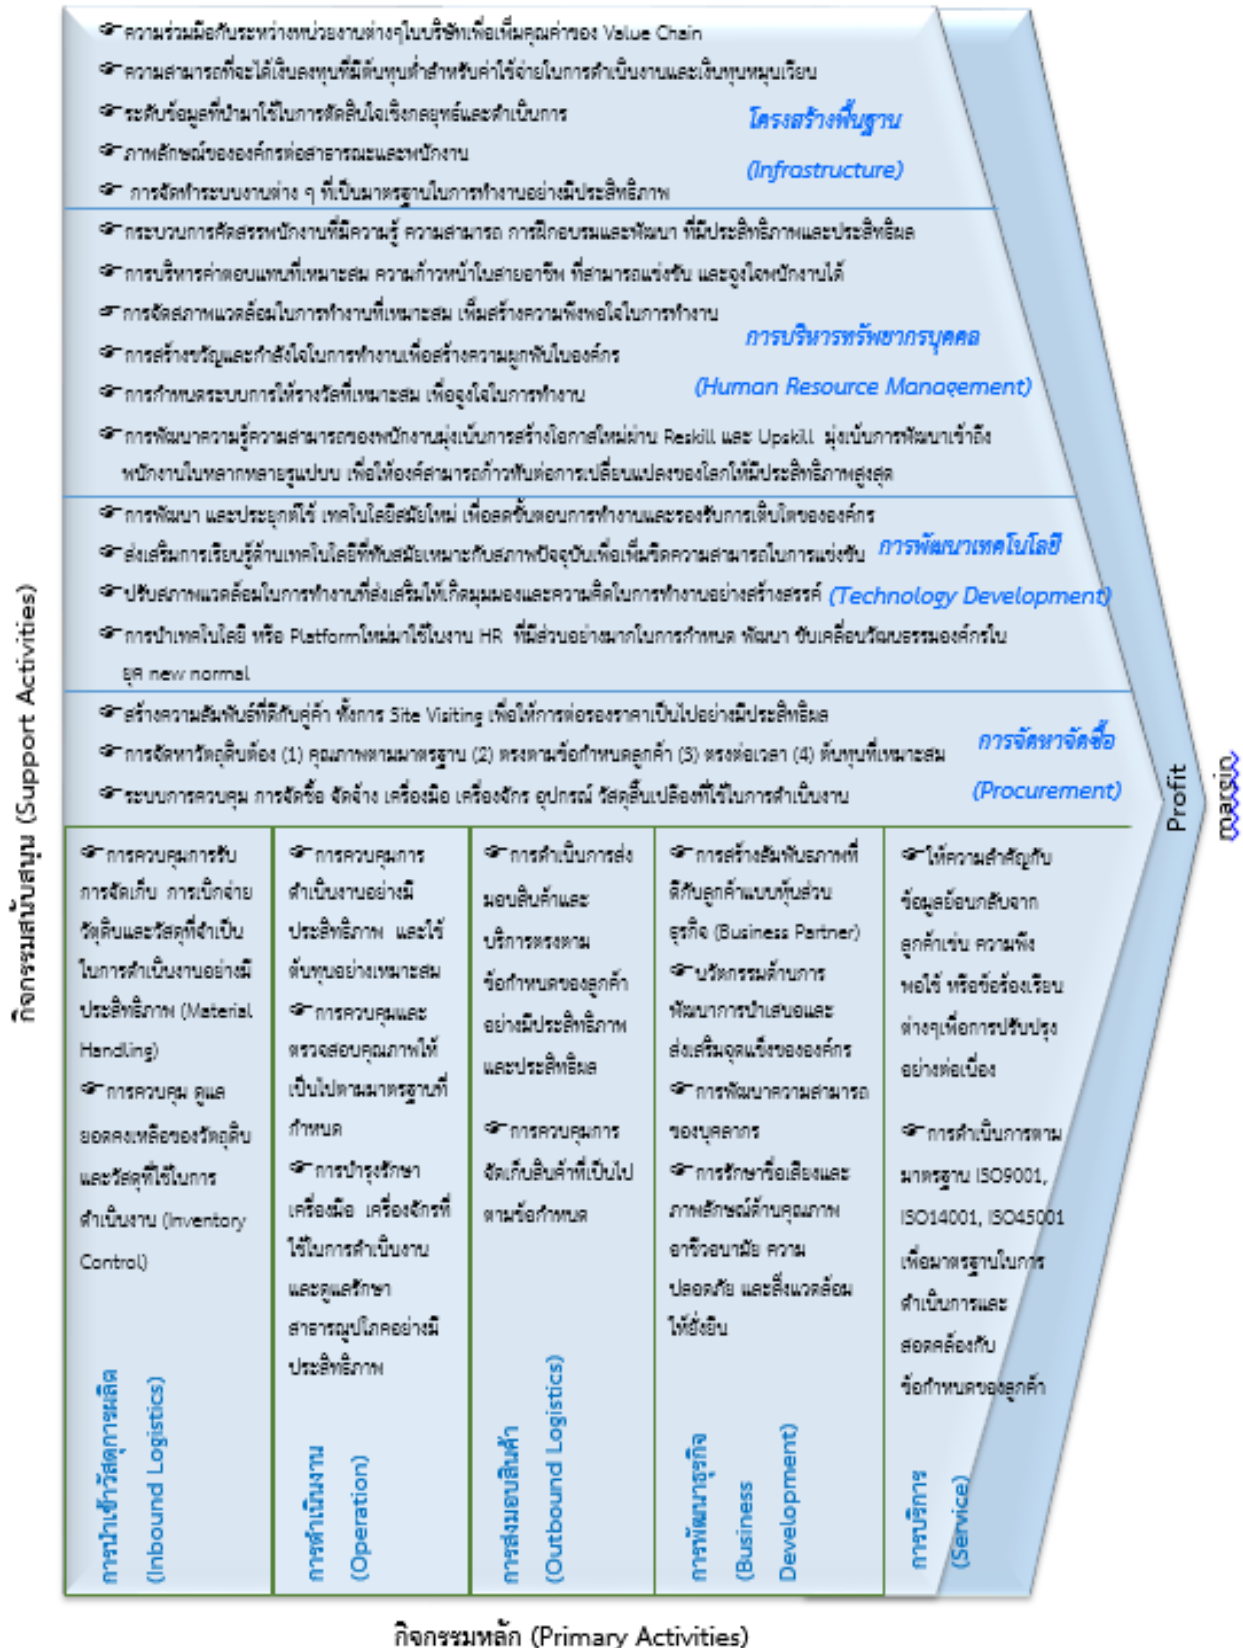 ☞ ความร่วมมือกันระหว่างหน่วยงานต่างๆในบริษัทเพื่อเพิ่มคุณค่าของ Value Chain
☞ ความสามารถที่จะได้เงินลงทุนที่มีต้นทุนต่ำสำหรับค่าใช้จ่ายในการดำเนินงานและเงินทุนหมุนเวียน
☞ ระดับข้อมูลที่นำมาใช้ในการตัดสินใจเชิงกลยุทธ์และดำเนินการ
☞ ภาพลักษณ์ขององค์กรต่อสาธารณะและพนักงาน
☞ การจัดทำระบบงานต่าง ๆ ที่เป็นมาตรฐานในการทำงานอย่างมีประสิทธิภาพ
โครงสร้างพื้นฐาน
(Infrastructure)
☞ กระบวนการคัดสรรพนักงานที่มีความรู้ ความสามารถ การฝึกอบรมและพัฒนา ที่มีประสิทธิภาพและประสิทธิผล
☞ การบริหารค่าตอบแทนที่เหมาะสม ความก้าวหน้าในสายอาชีพ ที่สามารถแข่งขัน และจูงใจพนักงานได้
☞ การจัดสภาพแวดล้อมในการทำงานที่เหมาะสม เพิ่มสร้างความพึงพอใจในการทำงาน
☞ การสร้างขวัญและกำลังใจในการทำงานเพื่อสร้างความผูกพันในองค์กร
☞ การกำหนดระบบการให้รางวัลที่เหมาะสม เพื่อจูงใจในการทำงาน
☞ การพัฒนาความรู้ความสามารถของพนักงานมุ่งเน้นการสร้างโอกาสใหม่ผ่าน Reskill และ Upskill มุ่งเน้นการพัฒนาเข้าถึง
พนักงานในหลากหลายรูปแบบ เพื่อให้องค์สามารถก้าวทันต่อการเปลี่ยนแปลงของโลกให้มีประสิทธิภาพสูงสุด
การบริหารทรัพยากรบุคคล
(Human Resource Management)
☞ การพัฒนา และประยุกต์ใช้ เทคโนโลยีสมัยใหม่ เพื่อลดขั้นตอนการทำงานและรองรับการเติบโตขององค์กร
☞ ส่งเสริมการเรียนรู้ด้านเทคโนโลยีที่ทันสมัยเหมาะกับสภาพปัจจุบันเพื่อเพิ่มขีดความสามารถในการแข่งขัน
☞ ปรับสภาพแวดล้อมในการทำงานที่ส่งเสริมให้เกิดมุมมองและความคิดในการทำงานอย่างสร้างสรรค์
☞ การนำเทคโนโลยี หรือ Platformใหม่มาใช้ในงาน HR ที่มีส่วนอย่างมากในการกำหนด พัฒนา ขับเคลื่อนวัฒนธรรมองค์กรใน
ยุค new normal
การพัฒนาเทคโนโลยี
(Technology Development)
☞ สร้างความสัมพันธ์ที่ดีกับคู่ค้า ทั้งการ Site Visiting เพื่อให้การต่อรองราคาเป็นไปอย่างมีประสิทธิผล
☞ การจัดหาวัตถุดิบต้อง (1) คุณภาพตามมาตรฐาน (2) ตรงตามข้อกำหนดลูกค้า (3) ตรงต่อเวลา (4) ต้นทุนที่เหมาะสม
☞ ระบบการควบคุม การจัดซื้อ จัดจ้าง เครื่องมือ เครื่องจักร อุปกรณ์ วัสดุสิ้นเปลืองที่ใช้ในการดำเนินงาน
การจัดหาจัดซื้อ
(Procurement)
กิจกรรมสนับสนุน (Support Activities)
☞ การควบคุมการรับ
การจัดเก็บ การเบิกจ่าย
วัตุดิบและวัสดุที่จำเป็น
ในการดำเนินงานอย่างมี
ประสิทธิภาพ (Material
Handling)
☞ การควบคุม ดูแล
ยอดคงเหลือของวัตถุดิบ
และวัสดุที่ใช้ในการ
ดำเนินงาน (Inventory
Control)
การนำเข้าวัสดุการผลิต
(Inbound Logistics)
☞ การควบคุมการ
ดำเนินงานอย่างมี
ประสิทธิภาพ และใช้
ต้นทุนอย่างเหมาะสม
☞ การควบคุมและ
ตรวจสอบคุณภาพให้
เป็นไปตามมาตรฐานที่
กำหนด
☞ การบำรุงรักษา
เครื่องมือ เครื่องจักรที่
ใช้ในการดำเนินงาน
และดูแลรักษา
สาธารณูปโภคอย่างมี
ประสิทธิภาพ
การดำเนินงาน
(Operation)
☞ การดำเนินการส่ง
มอบสินค้าและ
บริการตรงตาม
ข้อกำหนดของลูกค้า
อย่างมีประสิทธิภาพ
และประสิทธิผล
☞ การควบคุมการ
จัดเก็บสินค้าที่เป็นไป
ตามข้อกำหนด
การส่งมอบสินค้า
(Outbound Logistics)
☞ การสร้างสัมพันธภาพที่
ดีกับลูกค้าแบบหุ้นส่วน
ธุรกิจ (Business Partner)
☞ นวัตกรรมด้านการ
พัฒนาการนำเสนอและ
ส่งเสริมจุดแข็งขององค์กร
☞ การพัฒนาความสามารถ
ของบุคลากร
☞ การรักษาชื่อเสียงและ
ภาพลักษณ์ด้านคุณภาพ
อาชีวอนามัย ความ
ปลอดภัย และสิ่งแวดล้อม
ให้ยั่งยืน
การพัฒนาธุรกิจ
(Business
Development)
☞ ให้ความสำคัญกับ
ข้อมูลย้อนกลับจาก
ลูกค้าเช่น ความพึง
พอใช้ หรือข้อร้องเรียน
ต่างๆเพื่อการปรับปรุง
อย่างต่อเนื่อง
☞ การดำเนินการตาม
มาตรฐาน ISO9001,
ISO14001, ISO45001
เพื่อมาตรฐานในการ
ดำเนินการและ
สอดคล้องกับ
ข้อกำหนดของลูกค้า
การบริการ
(Service)
Profit
margin
กิจกรรมหลัก (Primary Activities)